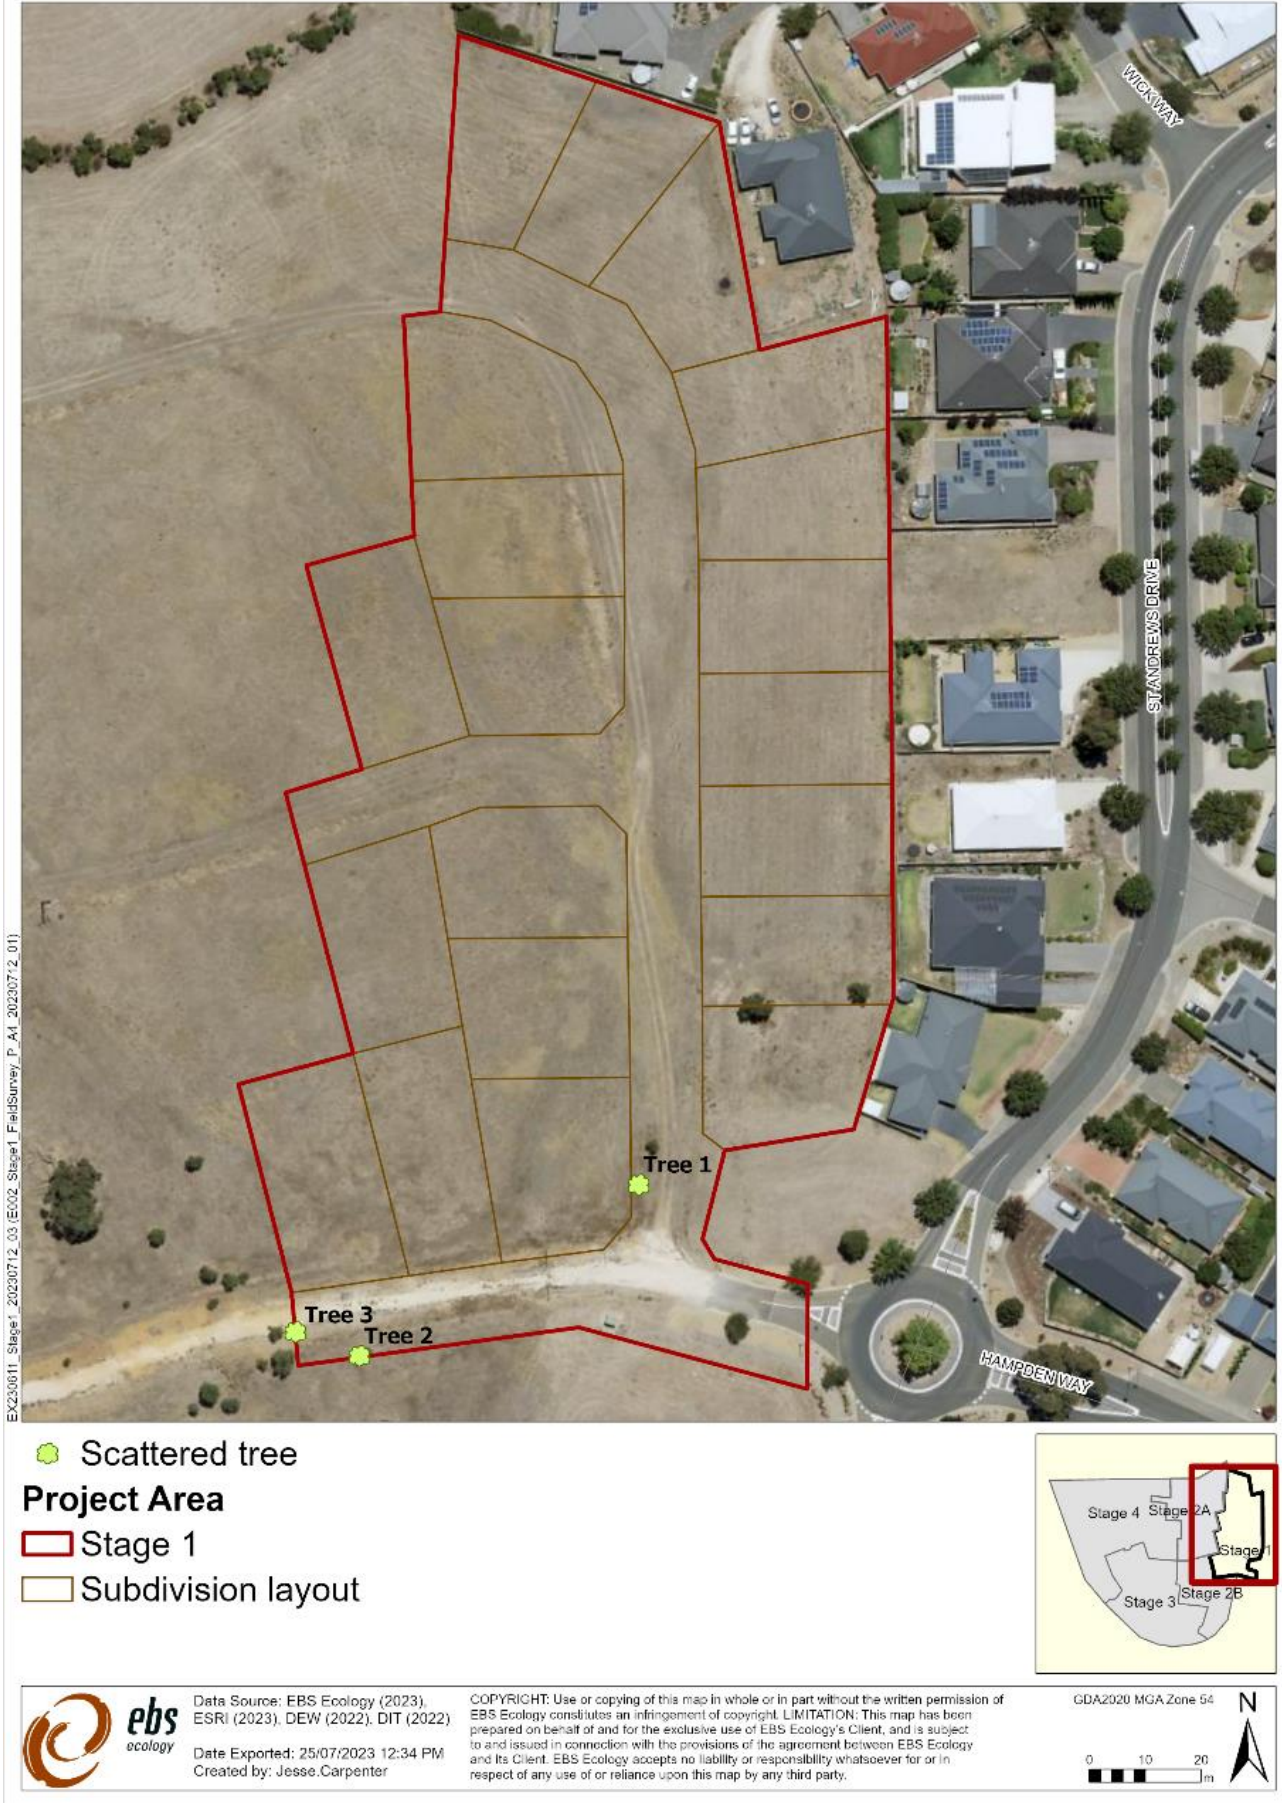 WICK WAY
ST ANDREWS DRIVE
Tree 1
Tree 3
Tree 2
HAMPDEN WAY
EX230611_Stage1_20230712_03 (E002_Stage1_FieldSurvey_P_A4_20230712_01)
Scattered tree
Project Area
Stage 1
Subdivision layout
Stage 4
Stage 2A
Stage 1
Stage 3
Stage 2B
ebs
ecology
Data Source: EBS Ecology (2023),
ESRI (2023), DEW (2022), DIT (2022)
Date Exported: 25/07/2023 12:34 PM
Created by: Jesse.Carpenter
COPYRIGHT: Use or copying of this map in whole or in part without the written permission of
EBS Ecology constitutes an infringement of copyright. LIMITATION: This map has been
prepared on behalf of and for the exclusive use of EBS Ecology's Client, and is subject
to and issued in connection with the provisions of the agreement between EBS Ecology
and its Client. EBS Ecology accepts no liability or responsibility whatsoever for or in
respect of any use of or reliance upon this map by any third party.
GDA2020 MGA Zone 54
N
0 10 20
m